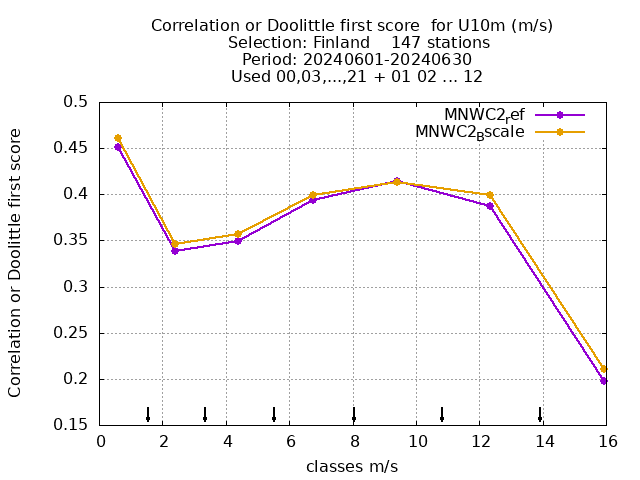 Correlation or Doolittle first score  for U10m (m/s)
Selection: Finland    147 stations
Period: 20240601-20240630
Used 00,03,...,21 + 01 02 ... 12
MNWC2ref
MNWC2Bscale
Correlation or Doolittle first score
0.5
0.45
0.4
0.35
0.3
0.25
0.2
0.15
0 2 4 6 8 10 12 14 16
classes m/s